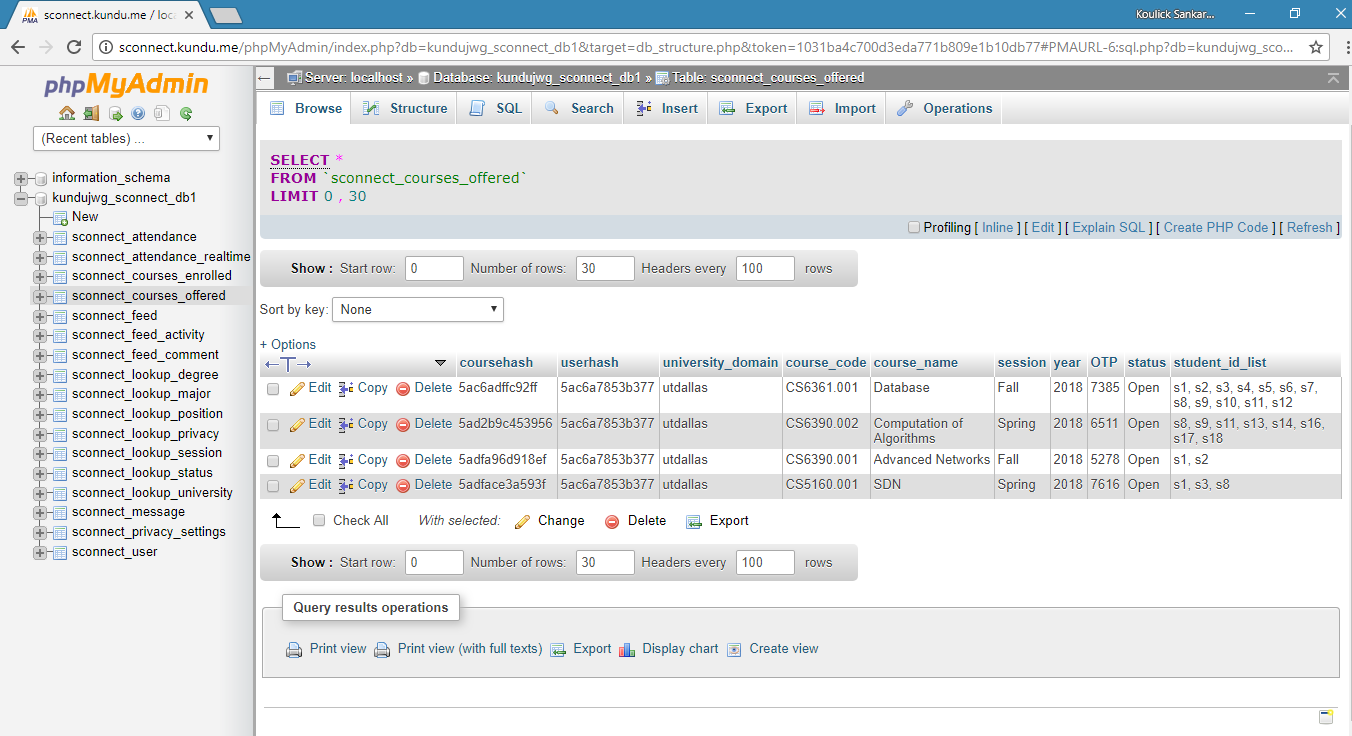 sconnect.kundu.me / loc
Koulick Sankar...
sconnect.kundu.me/phpMyAdmin/index.php?db=kundujwg_sconnect_db1&target=db_structure.php&token=1031ba4c700d3eda771b809e1b10db77#PMAURL-6:sql.php?db=kundujwg_sco...
phpMyAdmin
(Recent tables) ...
information_schema
kundujwg_sconnect_db1
New
sconnect_attendance
sconnect_attendance_realtime
sconnect_courses_enrolled
sconnect_courses_offered
sconnect_feed
sconnect_feed_activity
sconnect_feed_comment
sconnect_lookup_degree
sconnect_lookup_major
sconnect_lookup_position
sconnect_lookup_privacy
sconnect_lookup_session
sconnect_lookup_status
sconnect_lookup_university
sconnect_message
sconnect_privacy_settings
sconnect_user
Server: localhost » Database: kundujwg_sconnect_db1 » Table: sconnect_courses_offered
Browse Structure SQL Search Insert Export Import Operations
SELECT *
FROM `sconnect_courses_offered`
LIMIT 0 , 30
Profiling [ Inline ] [ Edit ] [ Explain SQL ] [ Create PHP Code ] [ Refresh ]
Show : Start row: 0 Number of rows: 30 Headers every 100 rows
Sort by key: None
+ Options
←T→ coursehash userhash university_domain course_code course_name session year OTP status student_id_list
Edit Copy Delete 5ac6adffc92ff 5ac6a7853b377 utdallas CS6361.001 Database Fall 2018 7385 Open s1, s2, s3, s4, s5, s6, s7,
s8, s9, s10, s11, s12
Edit Copy Delete 5ad2b9c453956 5ac6a7853b377 utdallas CS6390.002 Computation of Spring 2018 6511 Open s8, s9, s11, s13, s14, s16,
Algorithms s17, s18
Edit Copy Delete 5adfa96d918ef 5ac6a7853b377 utdallas CS6390.001 Advanced Networks Fall 2018 5278 Open s1, s2
Edit Copy Delete 5adface3a593f 5ac6a7853b377 utdallas CS5160.001 SDN Spring 2018 7616 Open s1, s3, s8
Check All With selected: Change Delete Export
Show : Start row: 0 Number of rows: 30 Headers every 100 rows
Query results operations
Print view Print view (with full texts) Export Display chart Create view